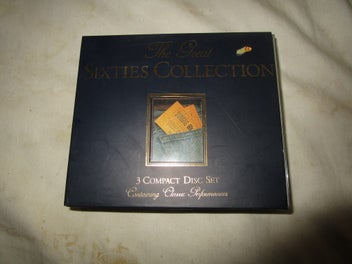 The Great
SIXTIES COLLECTION
3 COMPACT DISC SET
Containing Classic Performances